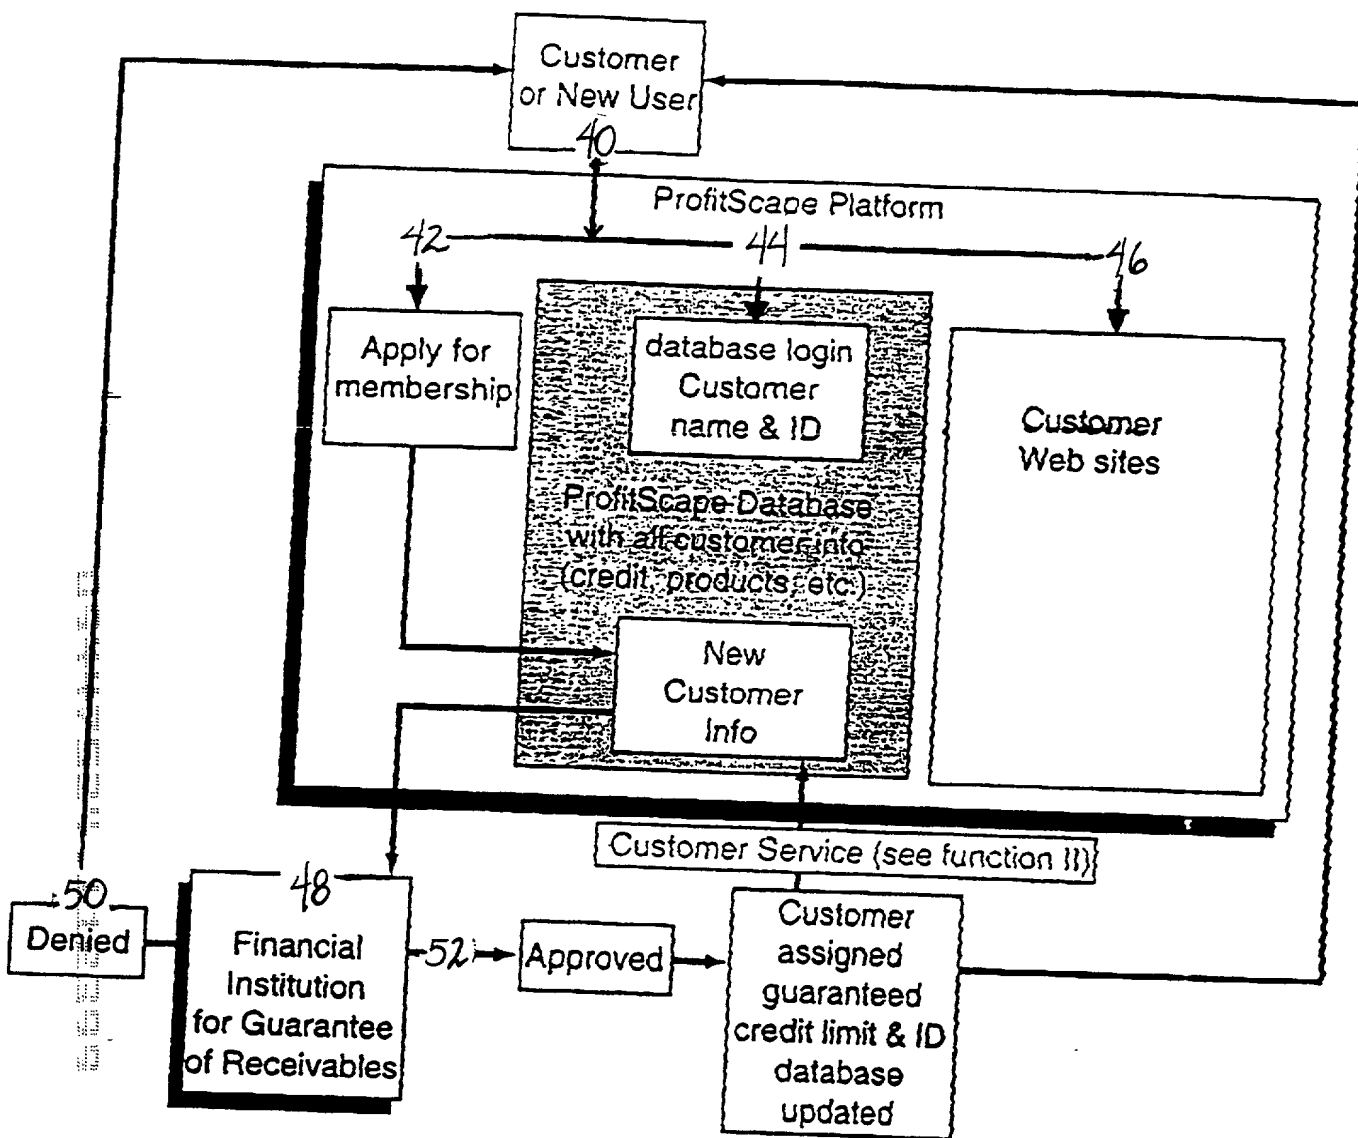 Customer
or New User
40
ProfitScape Platform
42
44
46
Apply for
membership
database login
Customer
name & ID
Customer
Web sites
ProfitScape Database
with all customer info
(credit, products, etc.)
New
Customer
Info
Customer Service (see function II)
50
Denied
48
Financial
Institution
for Guarantee
of Receivables
52
Approved
Customer
assigned
guaranteed
credit limit & ID
database
updated